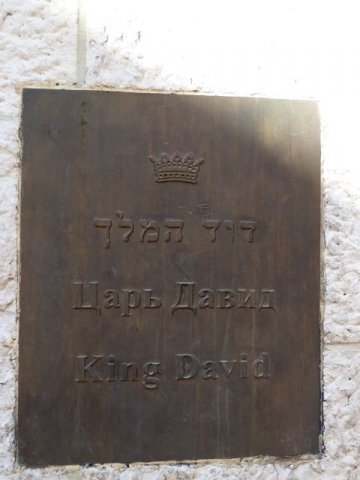 דוד המלך
Царь Давид
King David